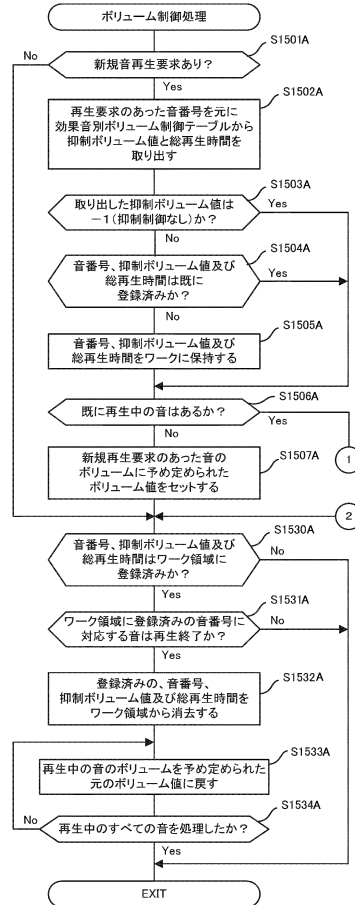 ボリューム制御処理
S1501A
No
新規音再生要求あり？
Yes
S1502A
再生要求のあった音番号を元に
効果音別ボリューム制御テーブルから
抑制ボリューム値と総再生時間を
取り出す
S1503A
取り出した抑制ボリューム値は
－1（抑制制御なし）か？
Yes
No
S1504A
音番号、抑制ボリューム値及び
総再生時間は既に
登録済みか？
Yes
No
S1505A
音番号、抑制ボリューム値及び
総再生時間をワークに保持する
S1506A
既に再生中の音はあるか？
Yes
No
1
S1507A
新規再生要求のあった音の
ボリュームに予め定められた
ボリューム値をセットする
2
S1530A
音番号、抑制ボリューム値及び
総再生時間はワーク領域に
登録済みか？
No
Yes
S1531A
ワーク領域に登録済みの音番号に
対応する音は再生終了か？
No
Yes
S1532A
登録済みの、音番号、
抑制ボリューム値及び総再生時間を
ワーク領域から消去する
S1533A
再生中の音のボリュームを予め定められた
元のボリューム値に戻す
S1534A
No
再生中のすべての音を処理したか？
Yes
EXIT